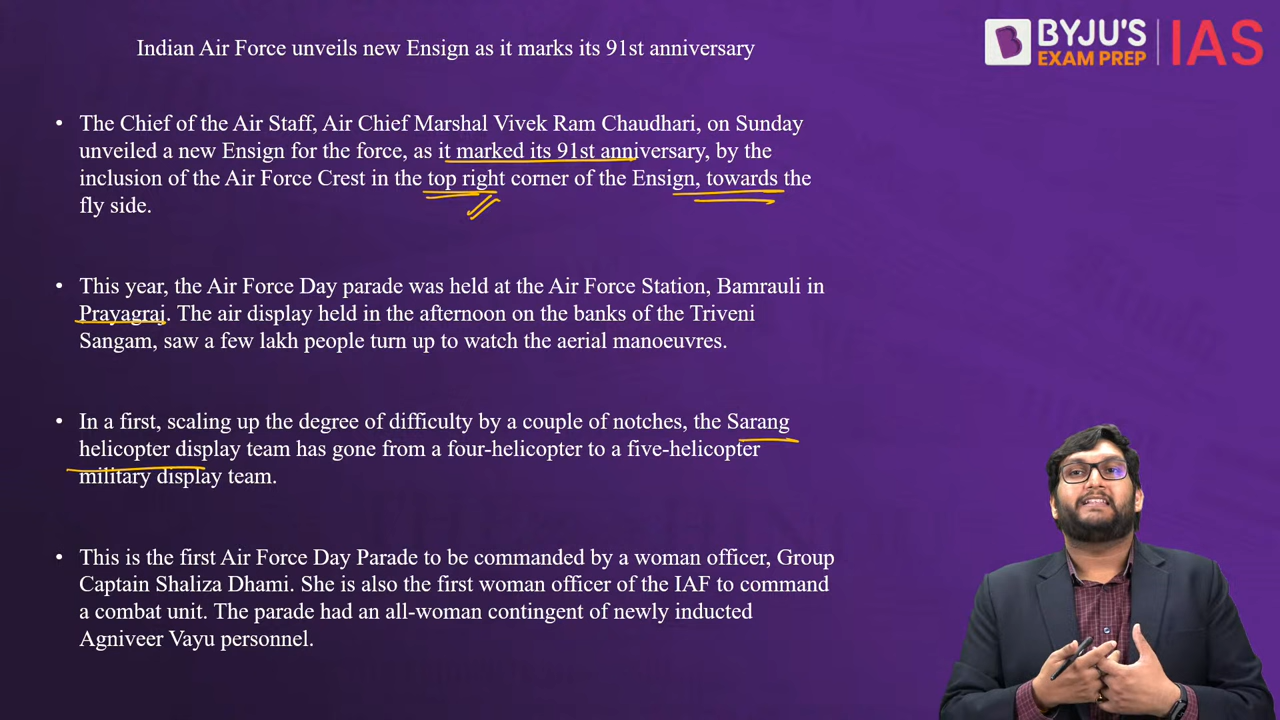 Indian Air Force unveils new Ensign as it marks its 91st anniversary
BYJU'S
EXAM PREP
IAS
• The Chief of the Air Staff, Air Chief Marshal Vivek Ram Chaudhari, on Sunday
unveiled a new Ensign for the force, as it marked its 91st anniversary, by the
inclusion of the Air Force Crest in the top right corner of the Ensign, towards the
fly side.
• This year, the Air Force Day parade was held at the Air Force Station, Bamrauli in
Prayagraj. The air display held in the afternoon on the banks of the Triveni
Sangam, saw a few lakh people turn up to watch the aerial manoeuvres.
• In a first, scaling up the degree of difficulty by a couple of notches, the Sarang
helicopter display team has gone from a four-helicopter to a five-helicopter
military display team.
• This is the first Air Force Day Parade to be commanded by a woman officer, Group
Captain Shaliza Dhami. She is also the first woman officer of the IAF to command
a combat unit. The parade had an all-woman contingent of newly inducted
Agniveer Vayu personnel.